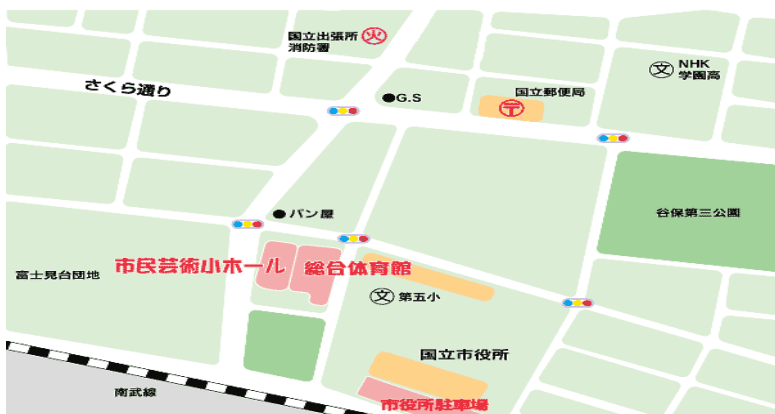 国立出張所
消防署
火
NHK
学園高
文
さくら通り
G.S
国立郵便局
〒
パン屋
谷保第三公園
市民芸術小ホール
総合体育館
富士見台団地
文
第五小
国立市役所
南武線
市役所駐車場